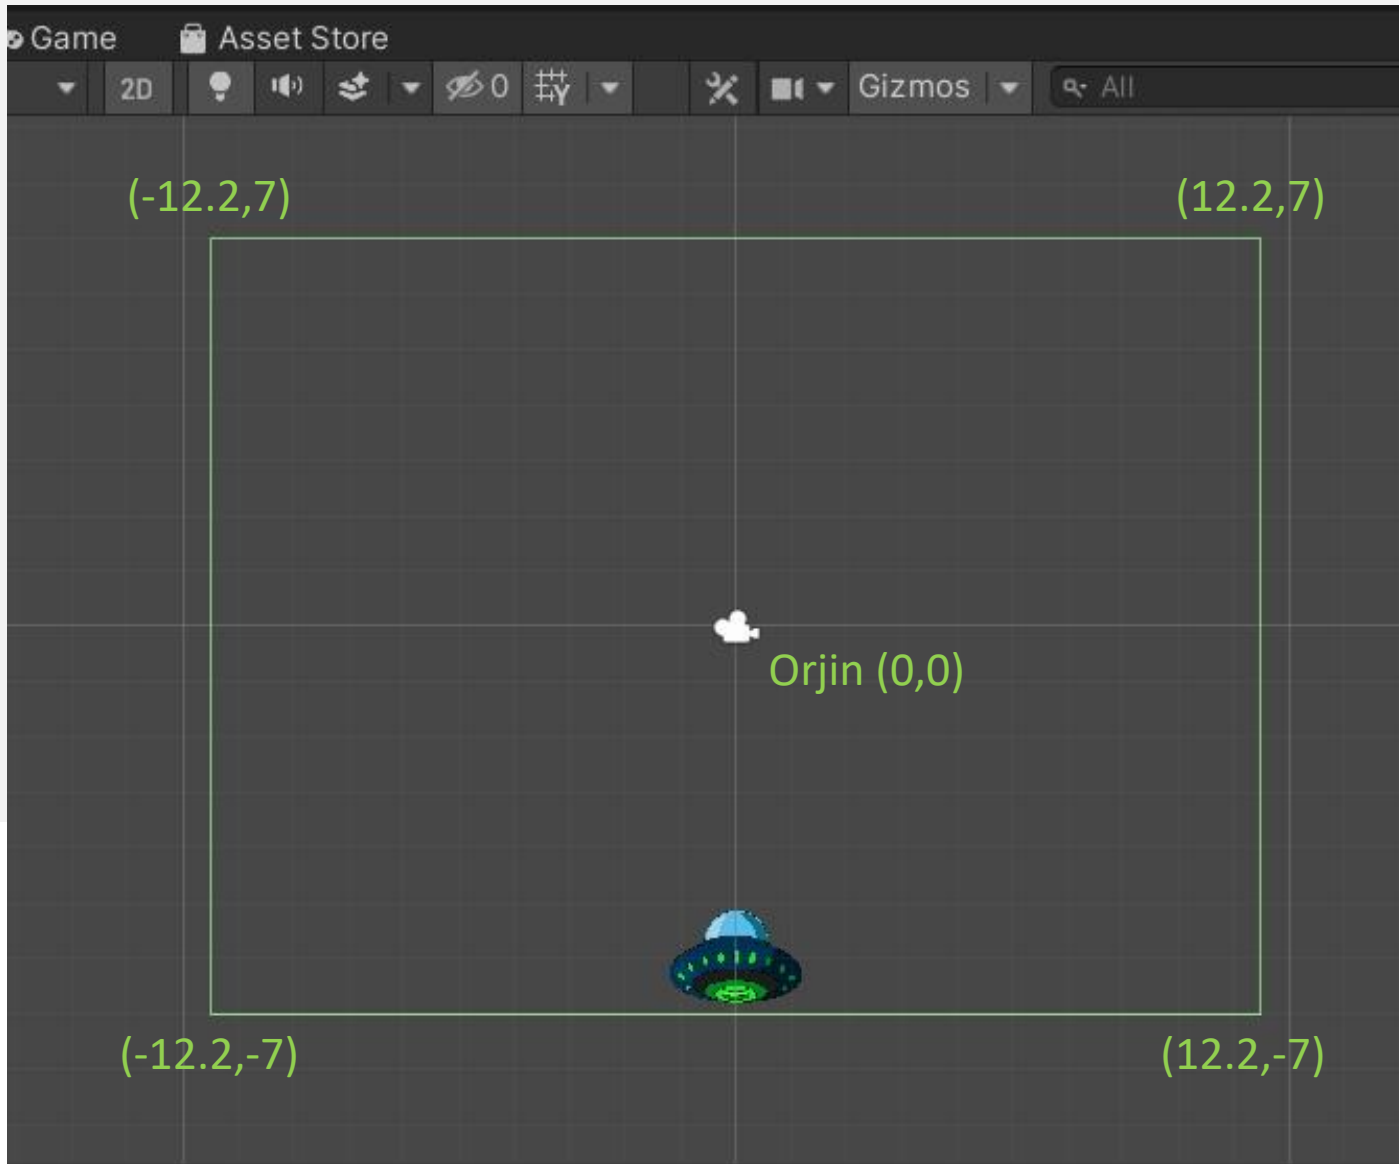 Game Asset Store
2D 0 Gizmos All
(-12.2,7) (12.2,7)
Orjin (0,0)
(-12.2,-7) (12.2,-7)